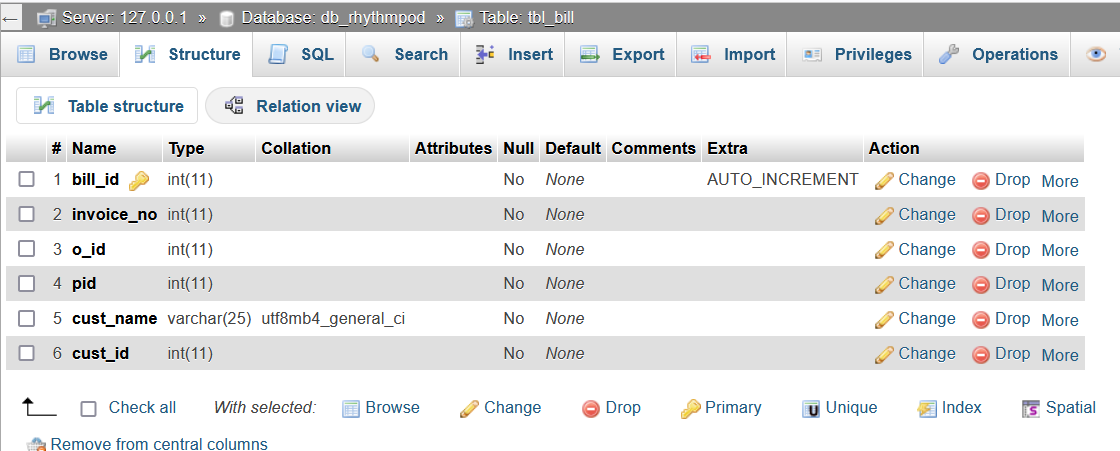 ← Server: 127.0.0.1 » Database: db_rhythmpod » Table: tbl_bill
Browse Structure SQL Search Insert Export Import Privileges Operations
Table structure Relation view
# Name Type Collation Attributes Null Default Comments Extra Action
1 bill_id int(11) No None AUTO_INCREMENT Change Drop More
2 invoice_no int(11) No None Change Drop More
3 o_id int(11) No None Change Drop More
4 pid int(11) No None Change Drop More
5 cust_name varchar(25) utf8mb4_general_ci No None Change Drop More
6 cust_id int(11) No None Change Drop More
Check all With selected: Browse Change Drop Primary Unique Index Spatial
Remove from central columns